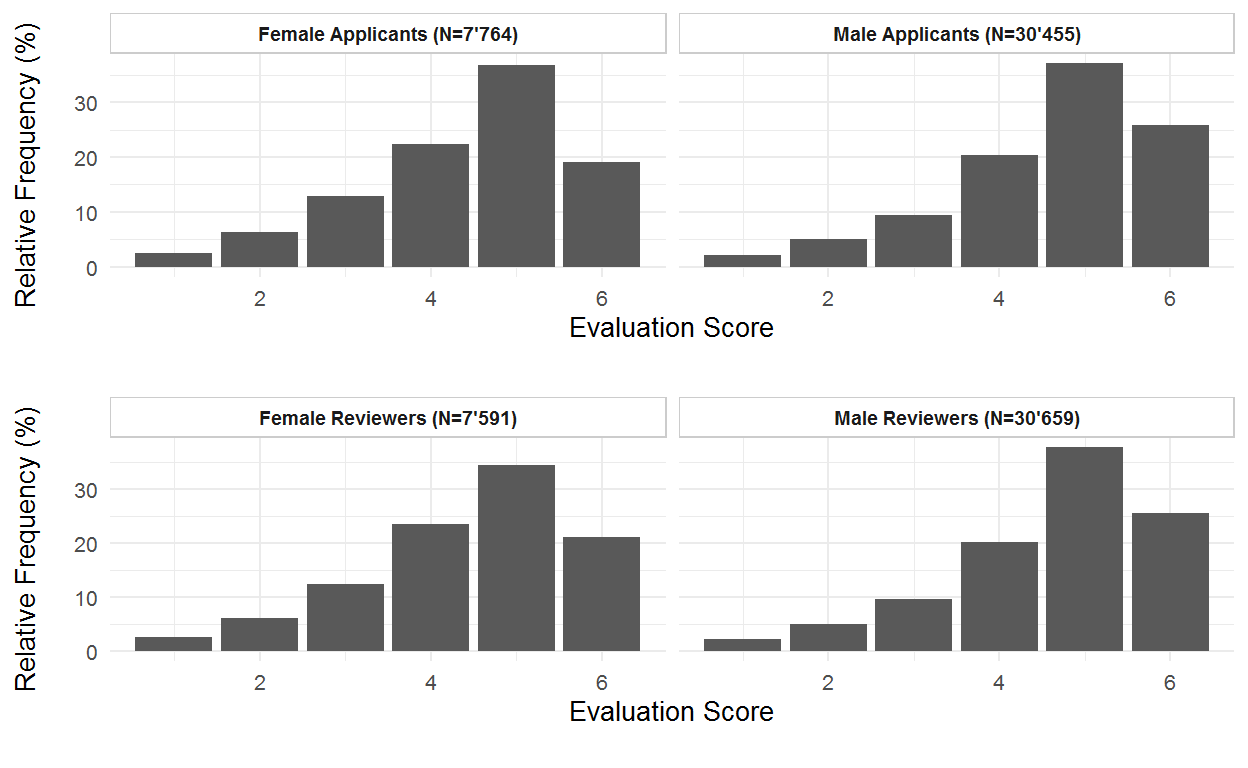 Female Applicants (N=7'764)
Male Applicants (N=30'455)
Relative Frequency (%)
30
20
10
0
2
4
6
2
4
6
Evaluation Score
Female Reviewers (N=7'591)
Male Reviewers (N=30'659)
Relative Frequency (%)
30
20
10
0
2
4
6
2
4
6
Evaluation Score